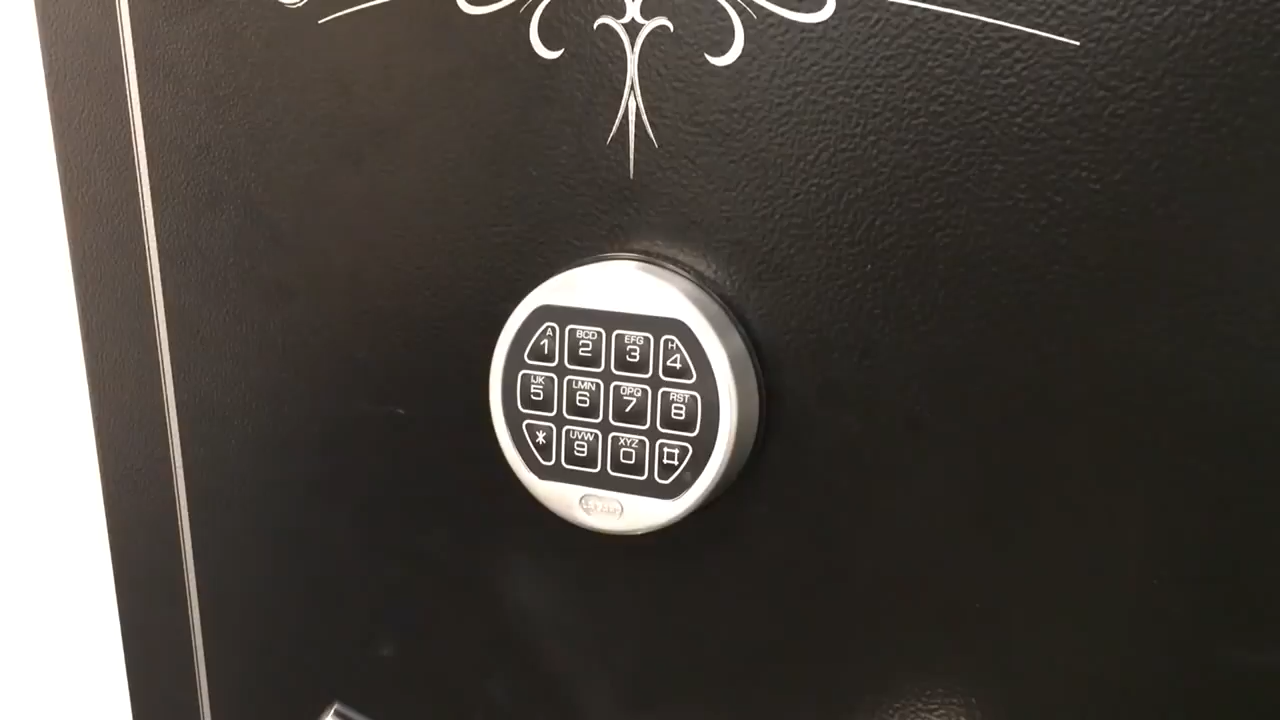 A BCD EFG H
1 2 3 4
IJK LMN OPQ RST
5 6 7 8
UVW XYZ
* 9 0 #